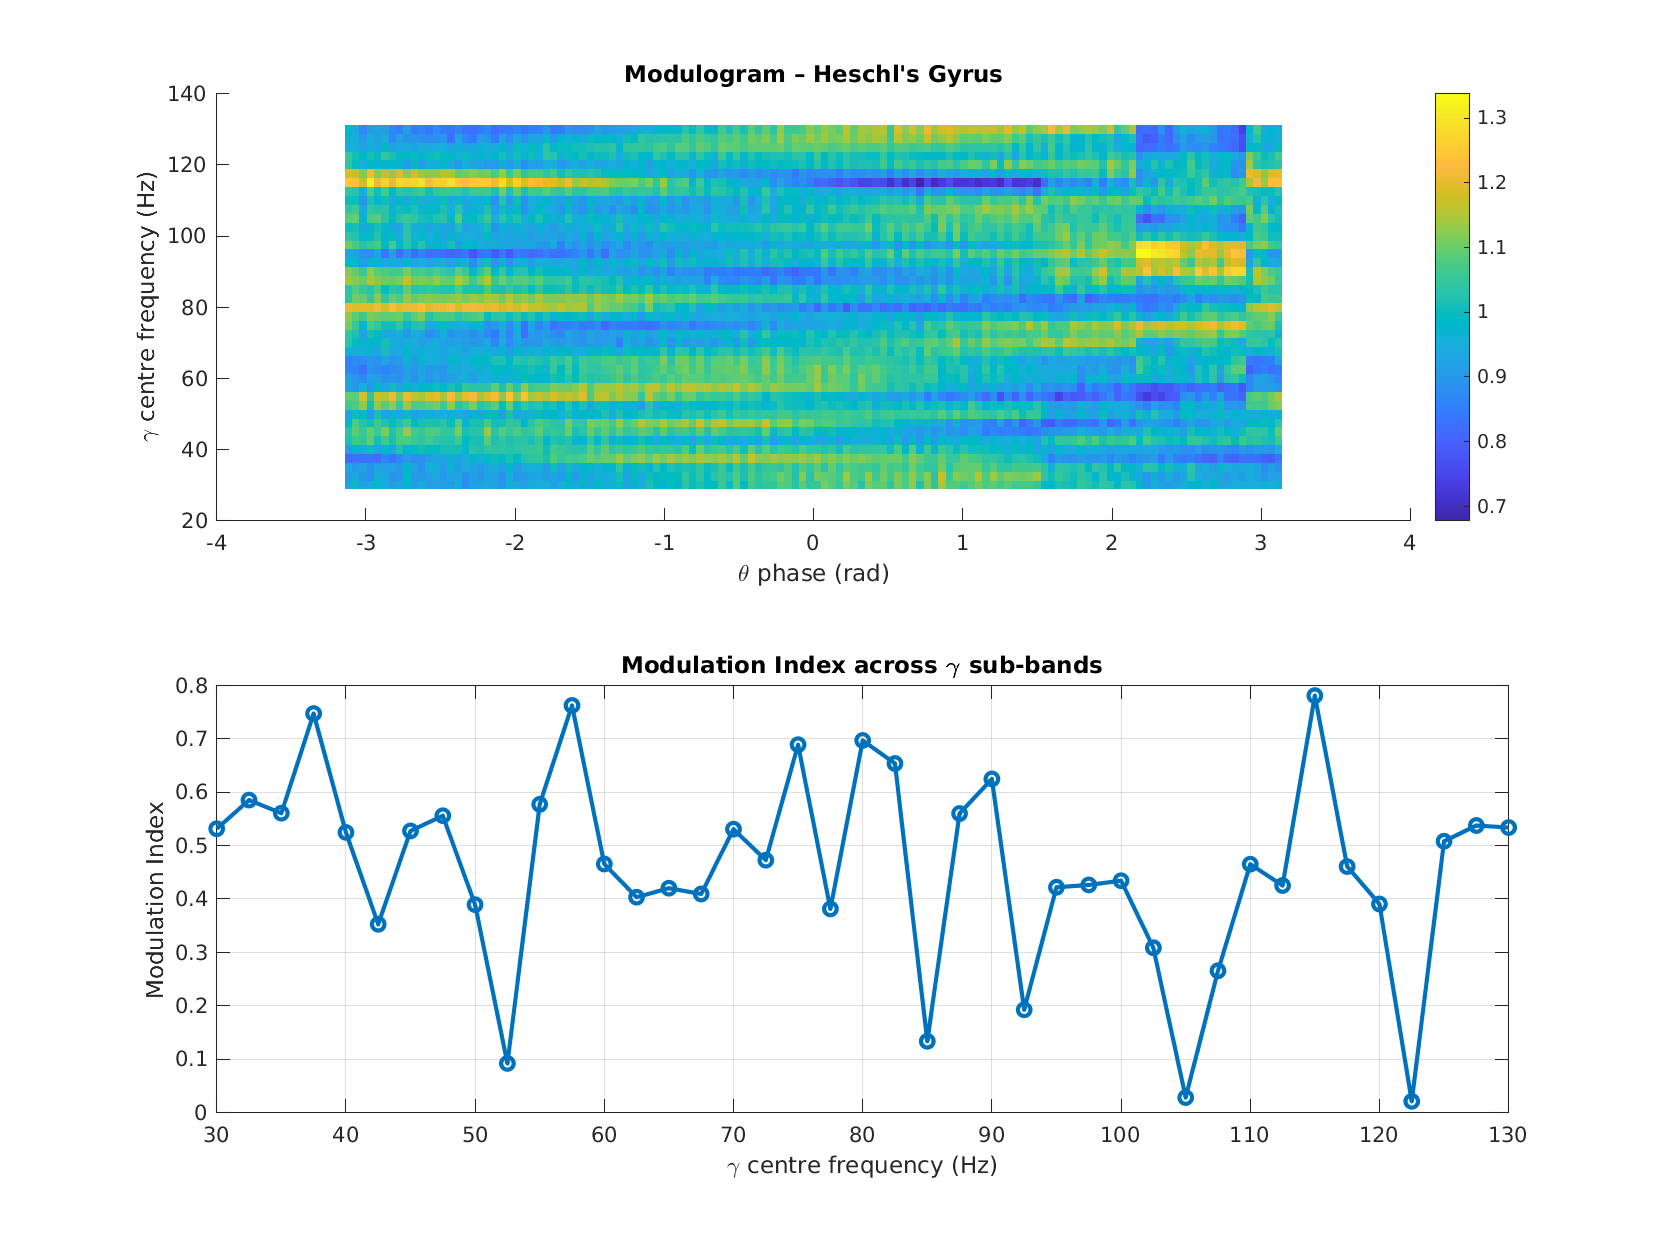 Modulogram – Heschl's Gyrus
γ centre frequency (Hz)
140
120
100
80
60
40
20
-4 -3 -2 -1 0 1 2 3 4
θ phase (rad)
1.3
1.2
1.1
1
0.9
0.8
0.7
Modulation Index across γ sub-bands
Modulation Index
0.8
0.7
0.6
0.5
0.4
0.3
0.2
0.1
0
30 40 50 60 70 80 90 100 110 120 130
γ centre frequency (Hz)